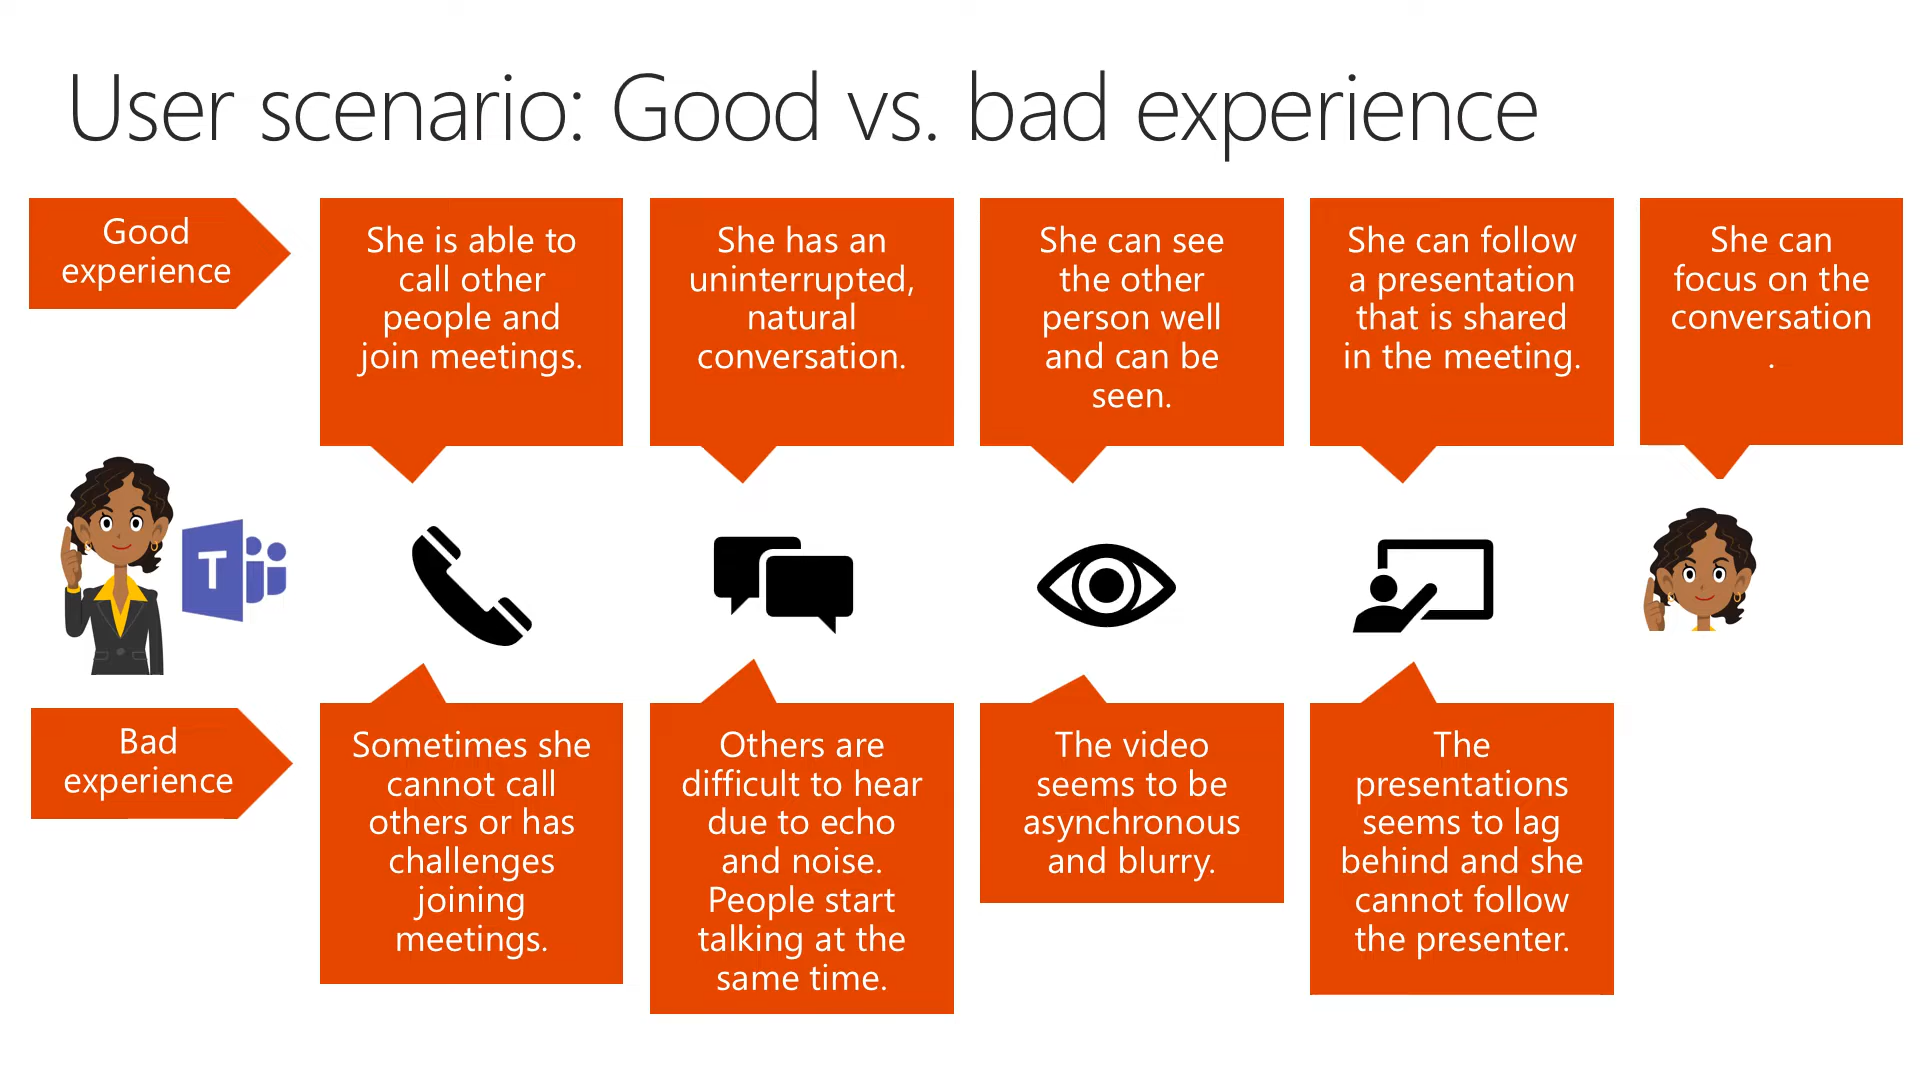 User scenario: Good vs. bad experience
Good
experience
She is able to
call other
people and
join meetings.
She has an
uninterrupted,
natural
conversation.
She can see
the other
person well
and can be
seen.
She can follow
a presentation
that is shared
in the meeting.
She can
focus on the
conversation
.
T
Bad
experience
Sometimes she
cannot call
others or has
challenges
joining
meetings.
Others are
difficult to hear
due to echo
and noise.
People start
talking at the
same time.
The video
seems to be
asynchronous
and blurry.
The
presentations
seems to lag
behind and she
cannot follow
the presenter.